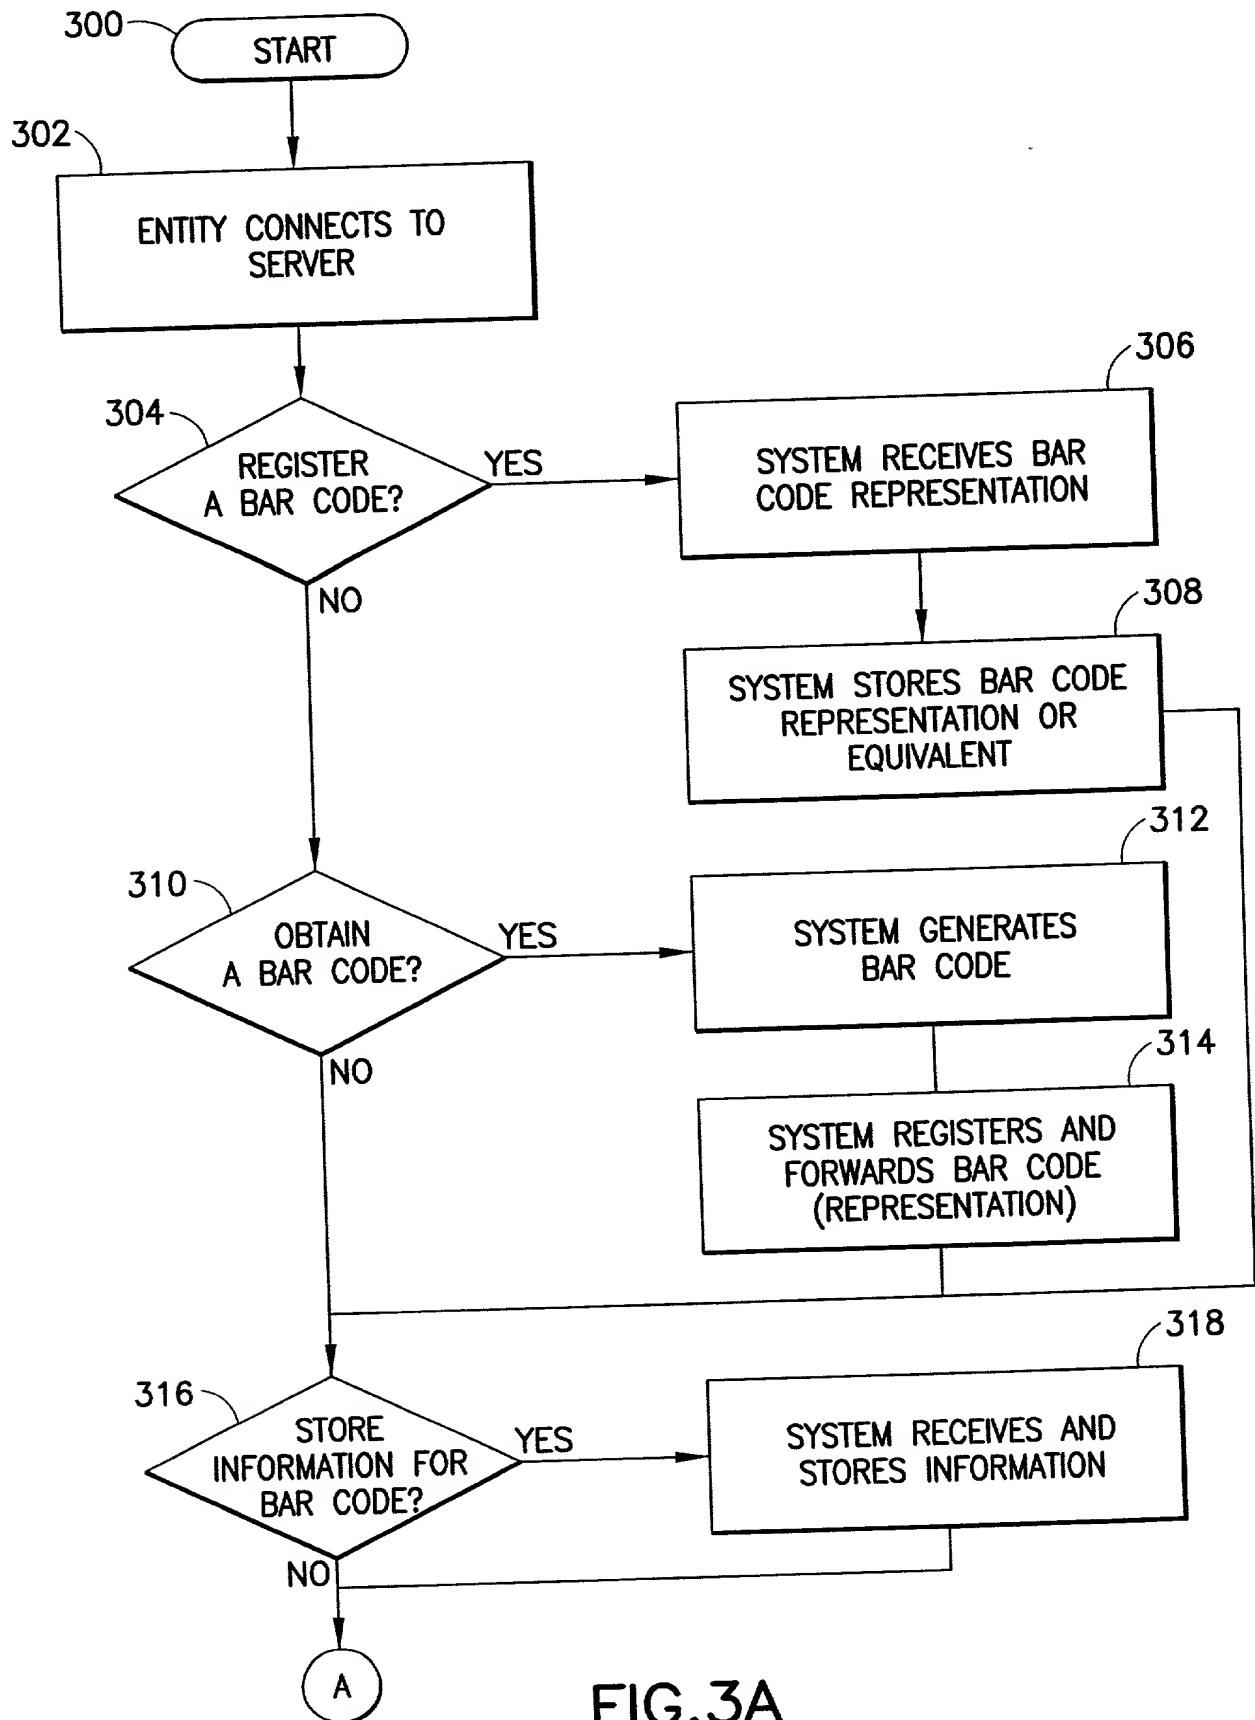 300
START
302
ENTITY CONNECTS TO
SERVER
304
REGISTER
A BAR CODE?
YES
NO
306
SYSTEM RECEIVES BAR
CODE REPRESENTATION
308
SYSTEM STORES BAR CODE
REPRESENTATION OR
EQUIVALENT
310
OBTAIN
A BAR CODE?
YES
NO
312
SYSTEM GENERATES
BAR CODE
314
SYSTEM REGISTERS AND
FORWARDS BAR CODE
(REPRESENTATION)
316
STORE
INFORMATION FOR
BAR CODE?
YES
NO
318
SYSTEM RECEIVES AND
STORES INFORMATION
A
FIG.3A